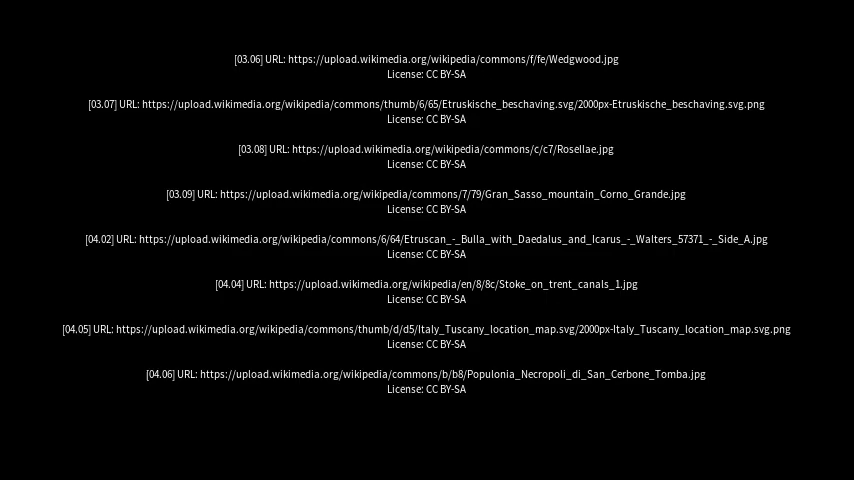 [03.06] URL: https://upload.wikimedia.org/wikipedia/commons/f/fe/Wedgwood.jpg
License: CC BY-SA
[03.07] URL: https://upload.wikimedia.org/wikipedia/commons/thumb/6/65/Etruskische_beschaving.svg/2000px-Etruskische_beschaving.svg.png
License: CC BY-SA
[03.08] URL: https://upload.wikimedia.org/wikipedia/commons/c/c7/Rosellae.jpg
License: CC BY-SA
[03.09] URL: https://upload.wikimedia.org/wikipedia/commons/7/79/Gran_Sasso_mountain_Corno_Grande.jpg
License: CC BY-SA
[04.02] URL: https://upload.wikimedia.org/wikipedia/commons/6/64/Etruscan_-_Bulla_with_Daedalus_and_Icarus_-_Walters_57371_-_Side_A.jpg
License: CC BY-SA
[04.04] URL: https://upload.wikimedia.org/wikipedia/en/8/8c/Stoke_on_trent_canals_1.jpg
License: CC BY-SA
[04.05] URL: https://upload.wikimedia.org/wikipedia/commons/thumb/d/d5/Italy_Tuscany_location_map.svg/2000px-Italy_Tuscany_location_map.svg.png
License: CC BY-SA
[04.06] URL: https://upload.wikimedia.org/wikipedia/commons/b/b8/Populonia_Necropoli_di_San_Cerbone_Tomba.jpg
License: CC BY-SA